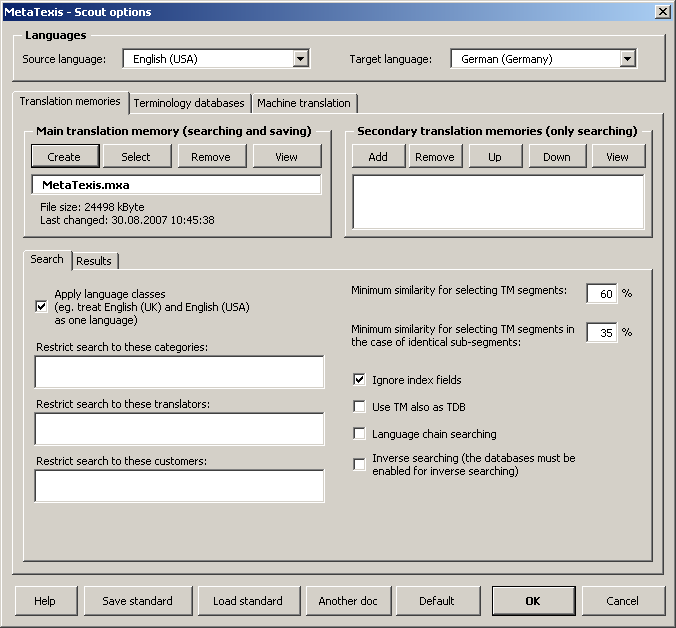 MetaTexis - Scout options
Languages
Source language: English (USA) Target language: German (Germany)
Translation memories Terminology databases Machine translation
Main translation memory (searching and saving) Secondary translation memories (only searching)
Create Select Remove View Add Remove Up Down View
MetaTexis.mxa
File size: 24498 kByte
Last changed: 30.08.2007 10:45:38
Search Results
Apply language classes
(eg. treat English (UK) and English (USA)
as one language)
Minimum similarity for selecting TM segments: 60 %
Minimum similarity for selecting TM segments in
the case of identical sub-segments: 35 %
Restrict search to these categories:
Restrict search to these translators:
Restrict search to these customers:
Ignore index fields
Use TM also as TDB
Language chain searching
Inverse searching (the databases must be
enabled for inverse searching)
Help Save standard Load standard Another doc Default OK Cancel